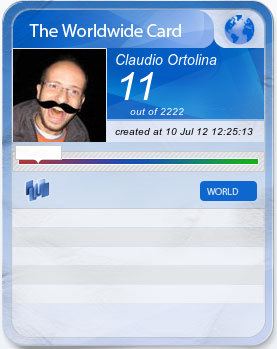 The Worldwide Card
Claudio Ortolina
11
out of 2222
created at 10 Jul 12 12:25:13
WORLD